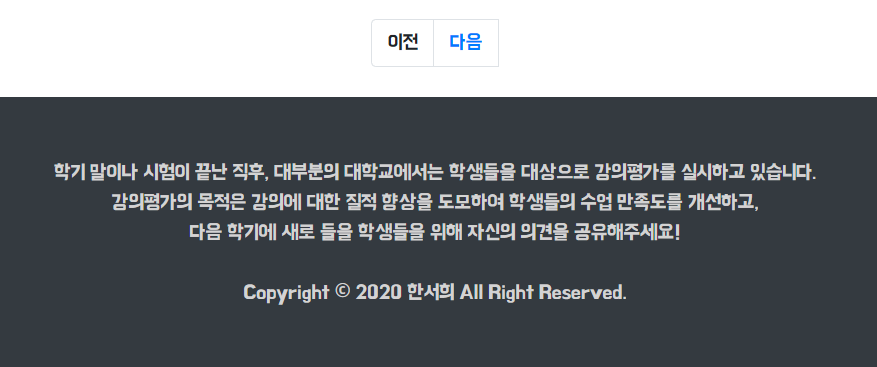 이전 다음
학기 말이나 시험이 끝난 직후, 대부분의 대학교에서는 학생들을 대상으로 강의평가를 실시하고 있습니다.
강의평가의 목적은 강의에 대한 질적 향상을 도모하여 학생들의 수업 만족도를 개선하고,
다음 학기에 새로 들을 학생들을 위해 자신의 의견을 공유해주세요!
Copyright © 2020 한서희 All Right Reserved.